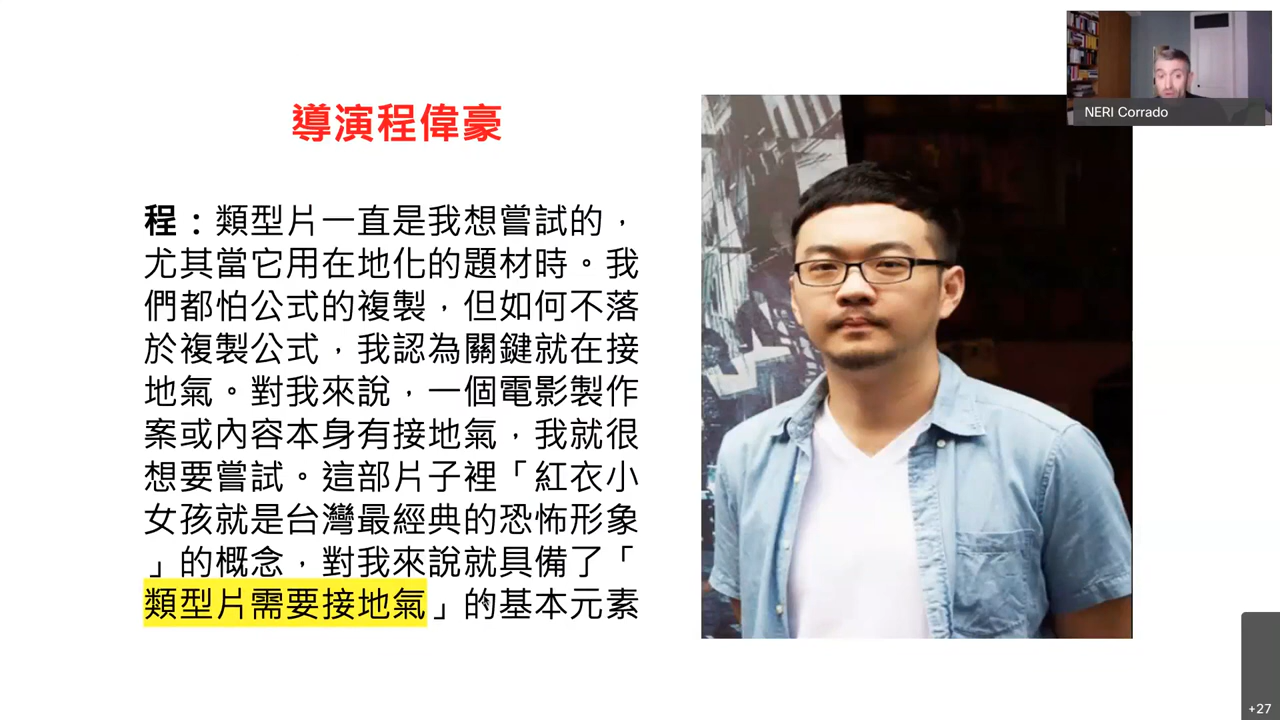 NERI Corrado
導演程偉豪
程：類型片一直是我想嘗試的，
尤其當它用在地化的題材時。我
們都怕公式的複製，但如何不落
於複製公式，我認為關鍵就在接
地氣。對我來說，一個電影製作
案或內容本身有接地氣，我就很
想要嘗試。這部片子裡「紅衣小
女孩就是台灣最經典的恐怖形象
」的概念，對我來說就具備了「
類型片需要接地氣」的基本元素
+27